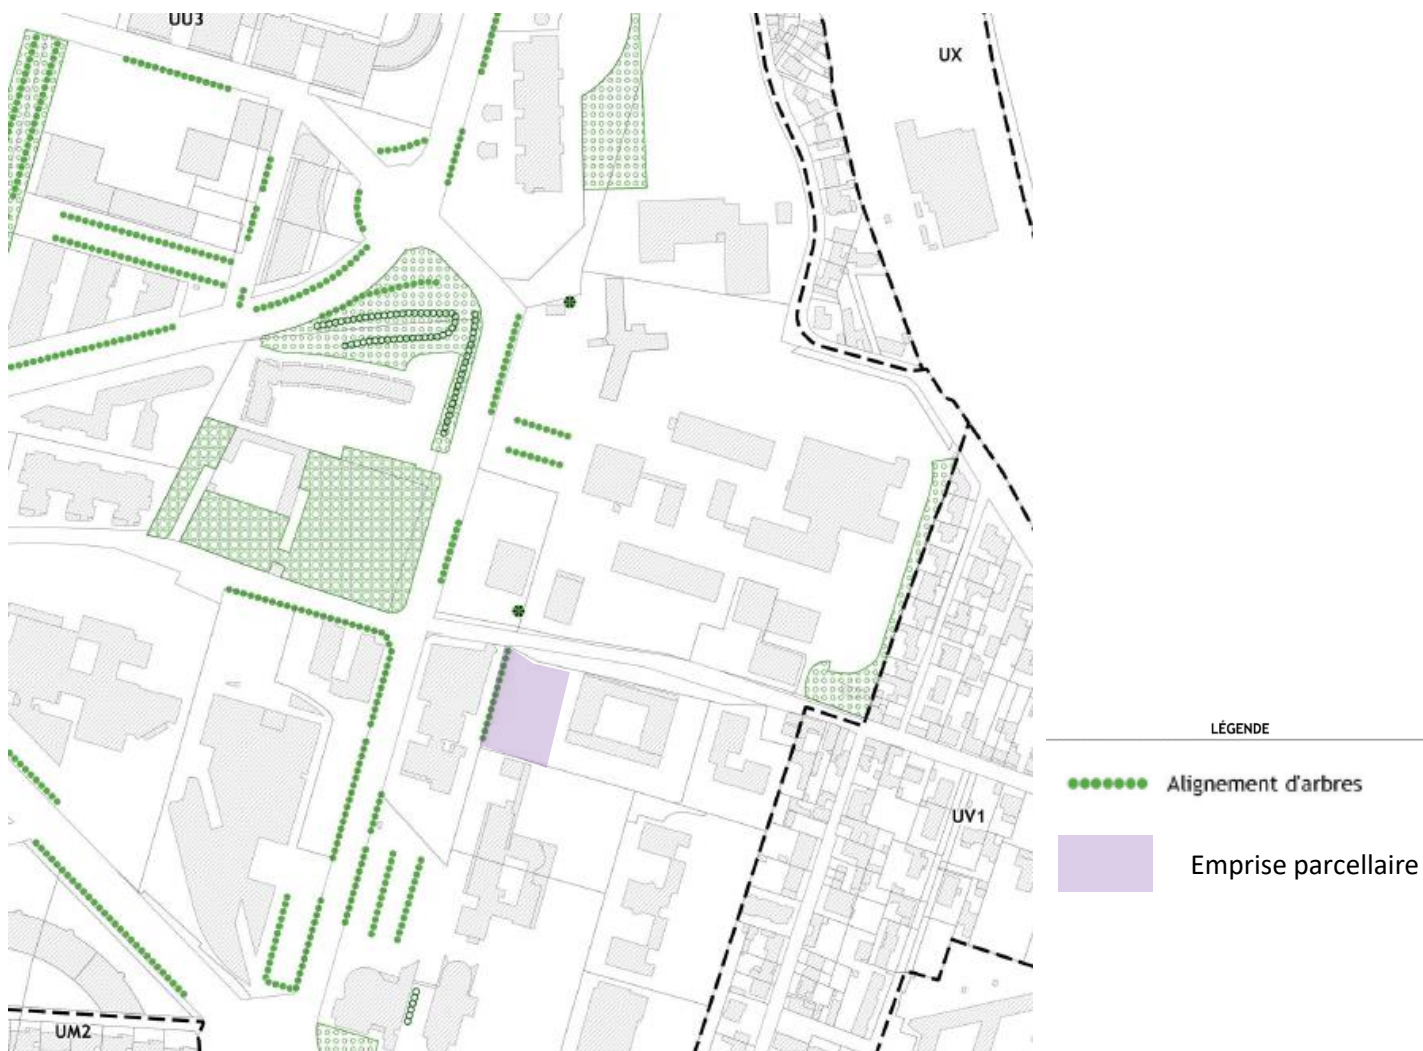 UU3
UX
LÉGENDE
Alignement d'arbres
UV1
Emprise parcellaire
UM2